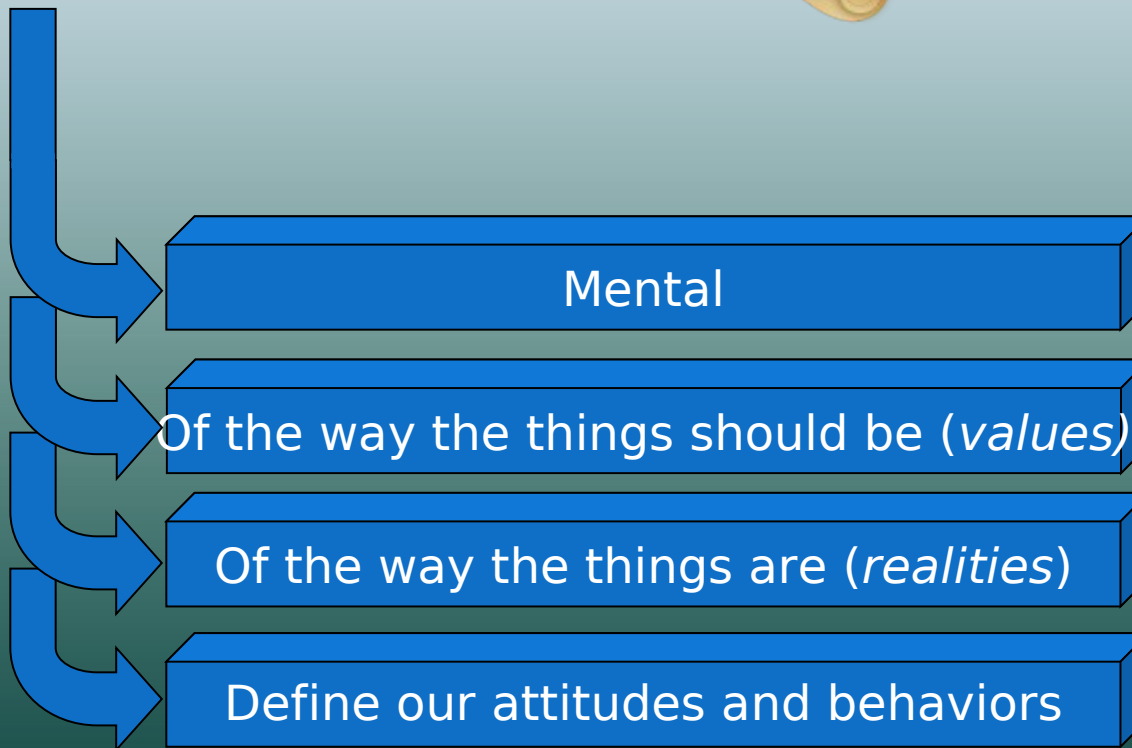 Mental
Of the way the things should be (values)
Of the way the things are (realities)
Define our attitudes and behaviors